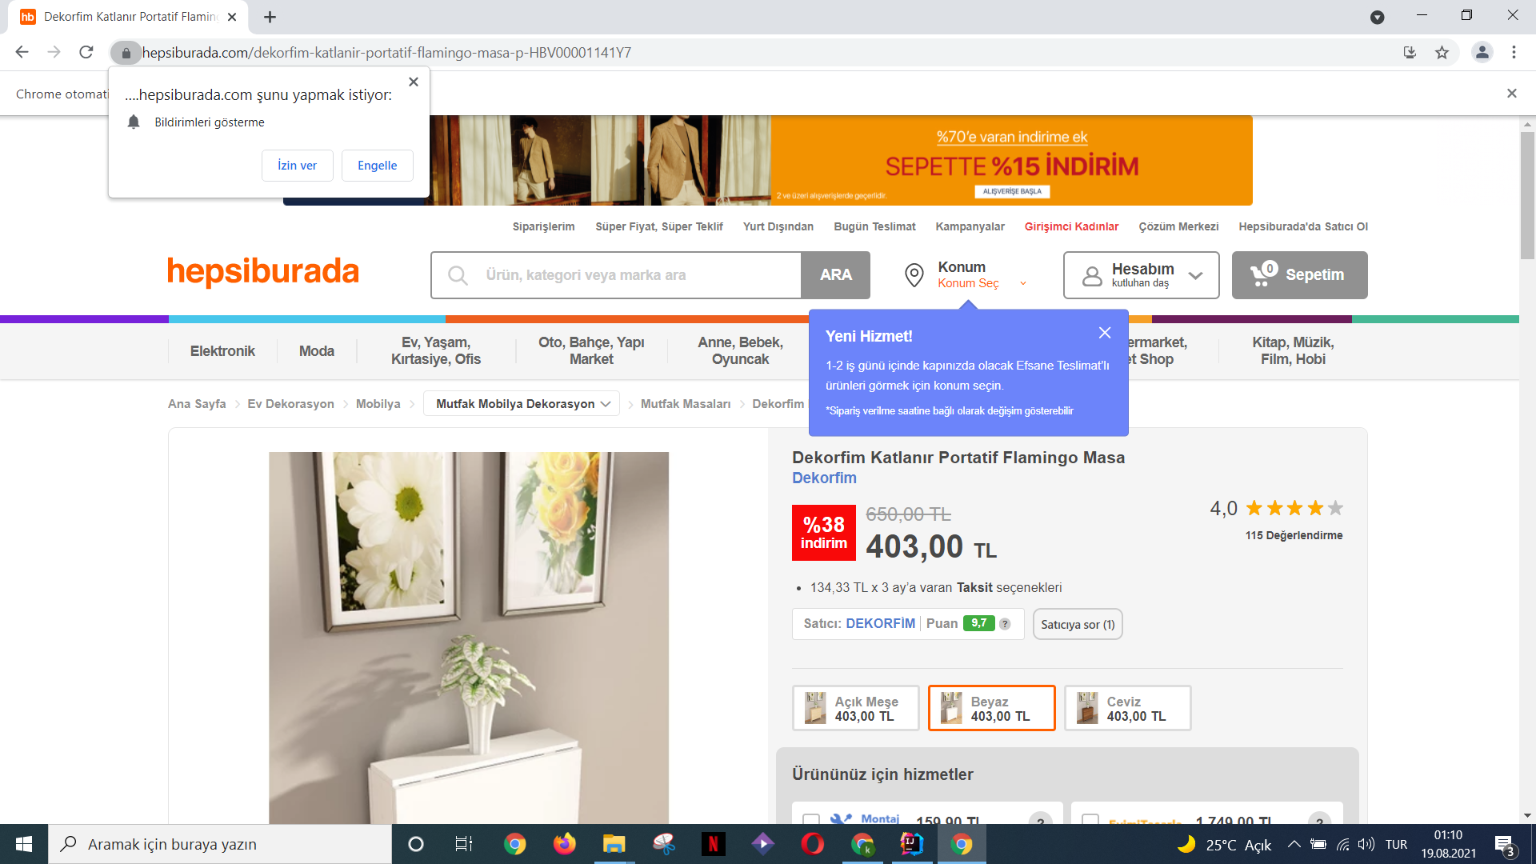 Dekorfim Katlanır Portatif Flamin
hepsiburada.com/dekorfim-katlanir-portatif-flamingo-masa-p-HBV00001141Y7
Chrome otomati
....hepsiburada.com şunu yapmak istiyor:
Bildirimleri gösterme
İzin ver
Engelle
%70'e varan indirime ek
SEPETTE %15 İNDİRİM
ALIŞVERİŞE BAŞLA
2 ve üzeri alışverişlerde geçerlidir.
Siparişlerim
Süper Fiyat, Süper Teklif
Yurt Dışından
Bugün Teslimat
Kampanyalar
Girişimci Kadınlar
Çözüm Merkezi
Hepsiburada'da Satıcı Ol
hepsiburada
Ürün, kategori veya marka ara
ARA
Konum
Konum Seç
Hesabım
kutluhan daş
0
Sepetim
Elektronik
Moda
Ev, Yaşam,
Kırtasiye, Ofis
Oto, Bahçe, Yapı
Market
Anne, Bebek,
Oyuncak
ermarket,
et Shop
Kitap, Müzik,
Film, Hobi
Yeni Hizmet!
1-2 iş günü içinde kapınızda olacak Efsane Teslimat'lı
ürünleri görmek için konum seçin.
*Sipariş verilme saatine bağlı olarak değişim gösterebilir
Ana Sayfa
Ev Dekorasyon
Mobilya
Mutfak Mobilya Dekorasyon
Mutfak Masaları
Dekorfim
Dekorfim Katlanır Portatif Flamingo Masa
Dekorfim
%38
indirim
650,00 TL
403,00 TL
4,0
115 Değerlendirme
134,33 TL x 3 ay'a varan Taksit seçenekleri
Satıcı: DEKORFİM
Puan 9,7 ?
Satıcıya sor (1)
Açık Meşe
403,00 TL
Beyaz
403,00 TL
Ceviz
403,00 TL
Ürününüz için hizmetler
Montaj
159,90 TL
?
1.749,00 TL
?
Aramak için buraya yazın
25°C Açık
TUR
01:10
19.08.2021
3